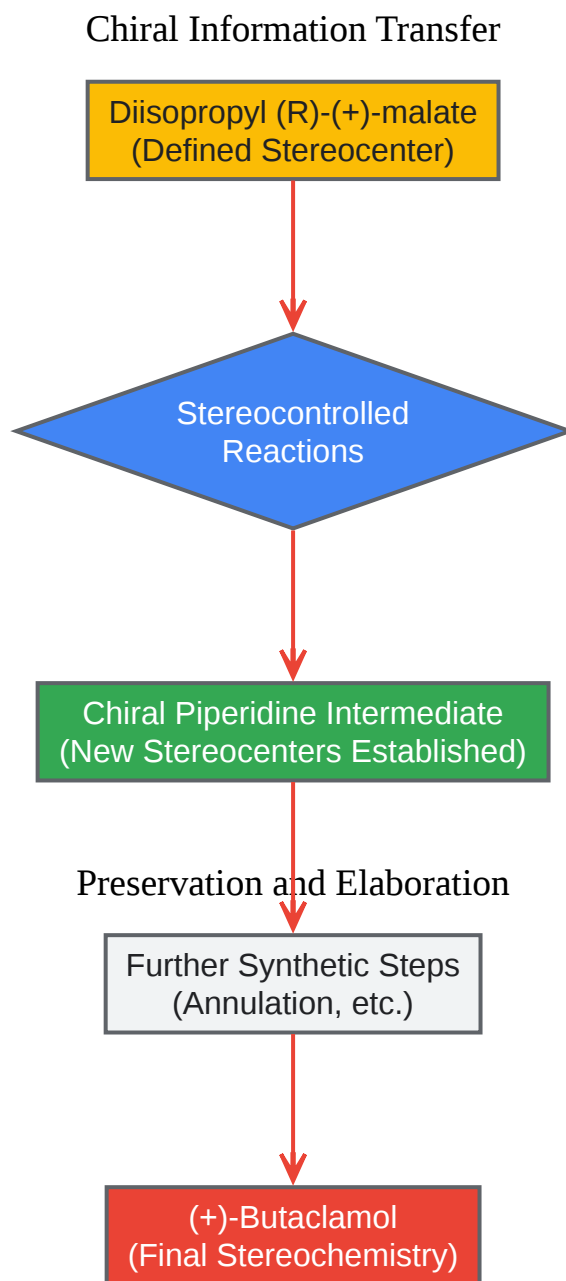 Chiral Information Transfer
Diisopropyl (R)-(+)-malate
(Defined Stereocenter)
Stereocontrolled
Reactions
Chiral Piperidine Intermediate
(New Stereocenters Established)
Preservation and Elaboration
Further Synthetic Steps
(Annulation, etc.)
(+)-Butaclamol
(Final Stereochemistry)